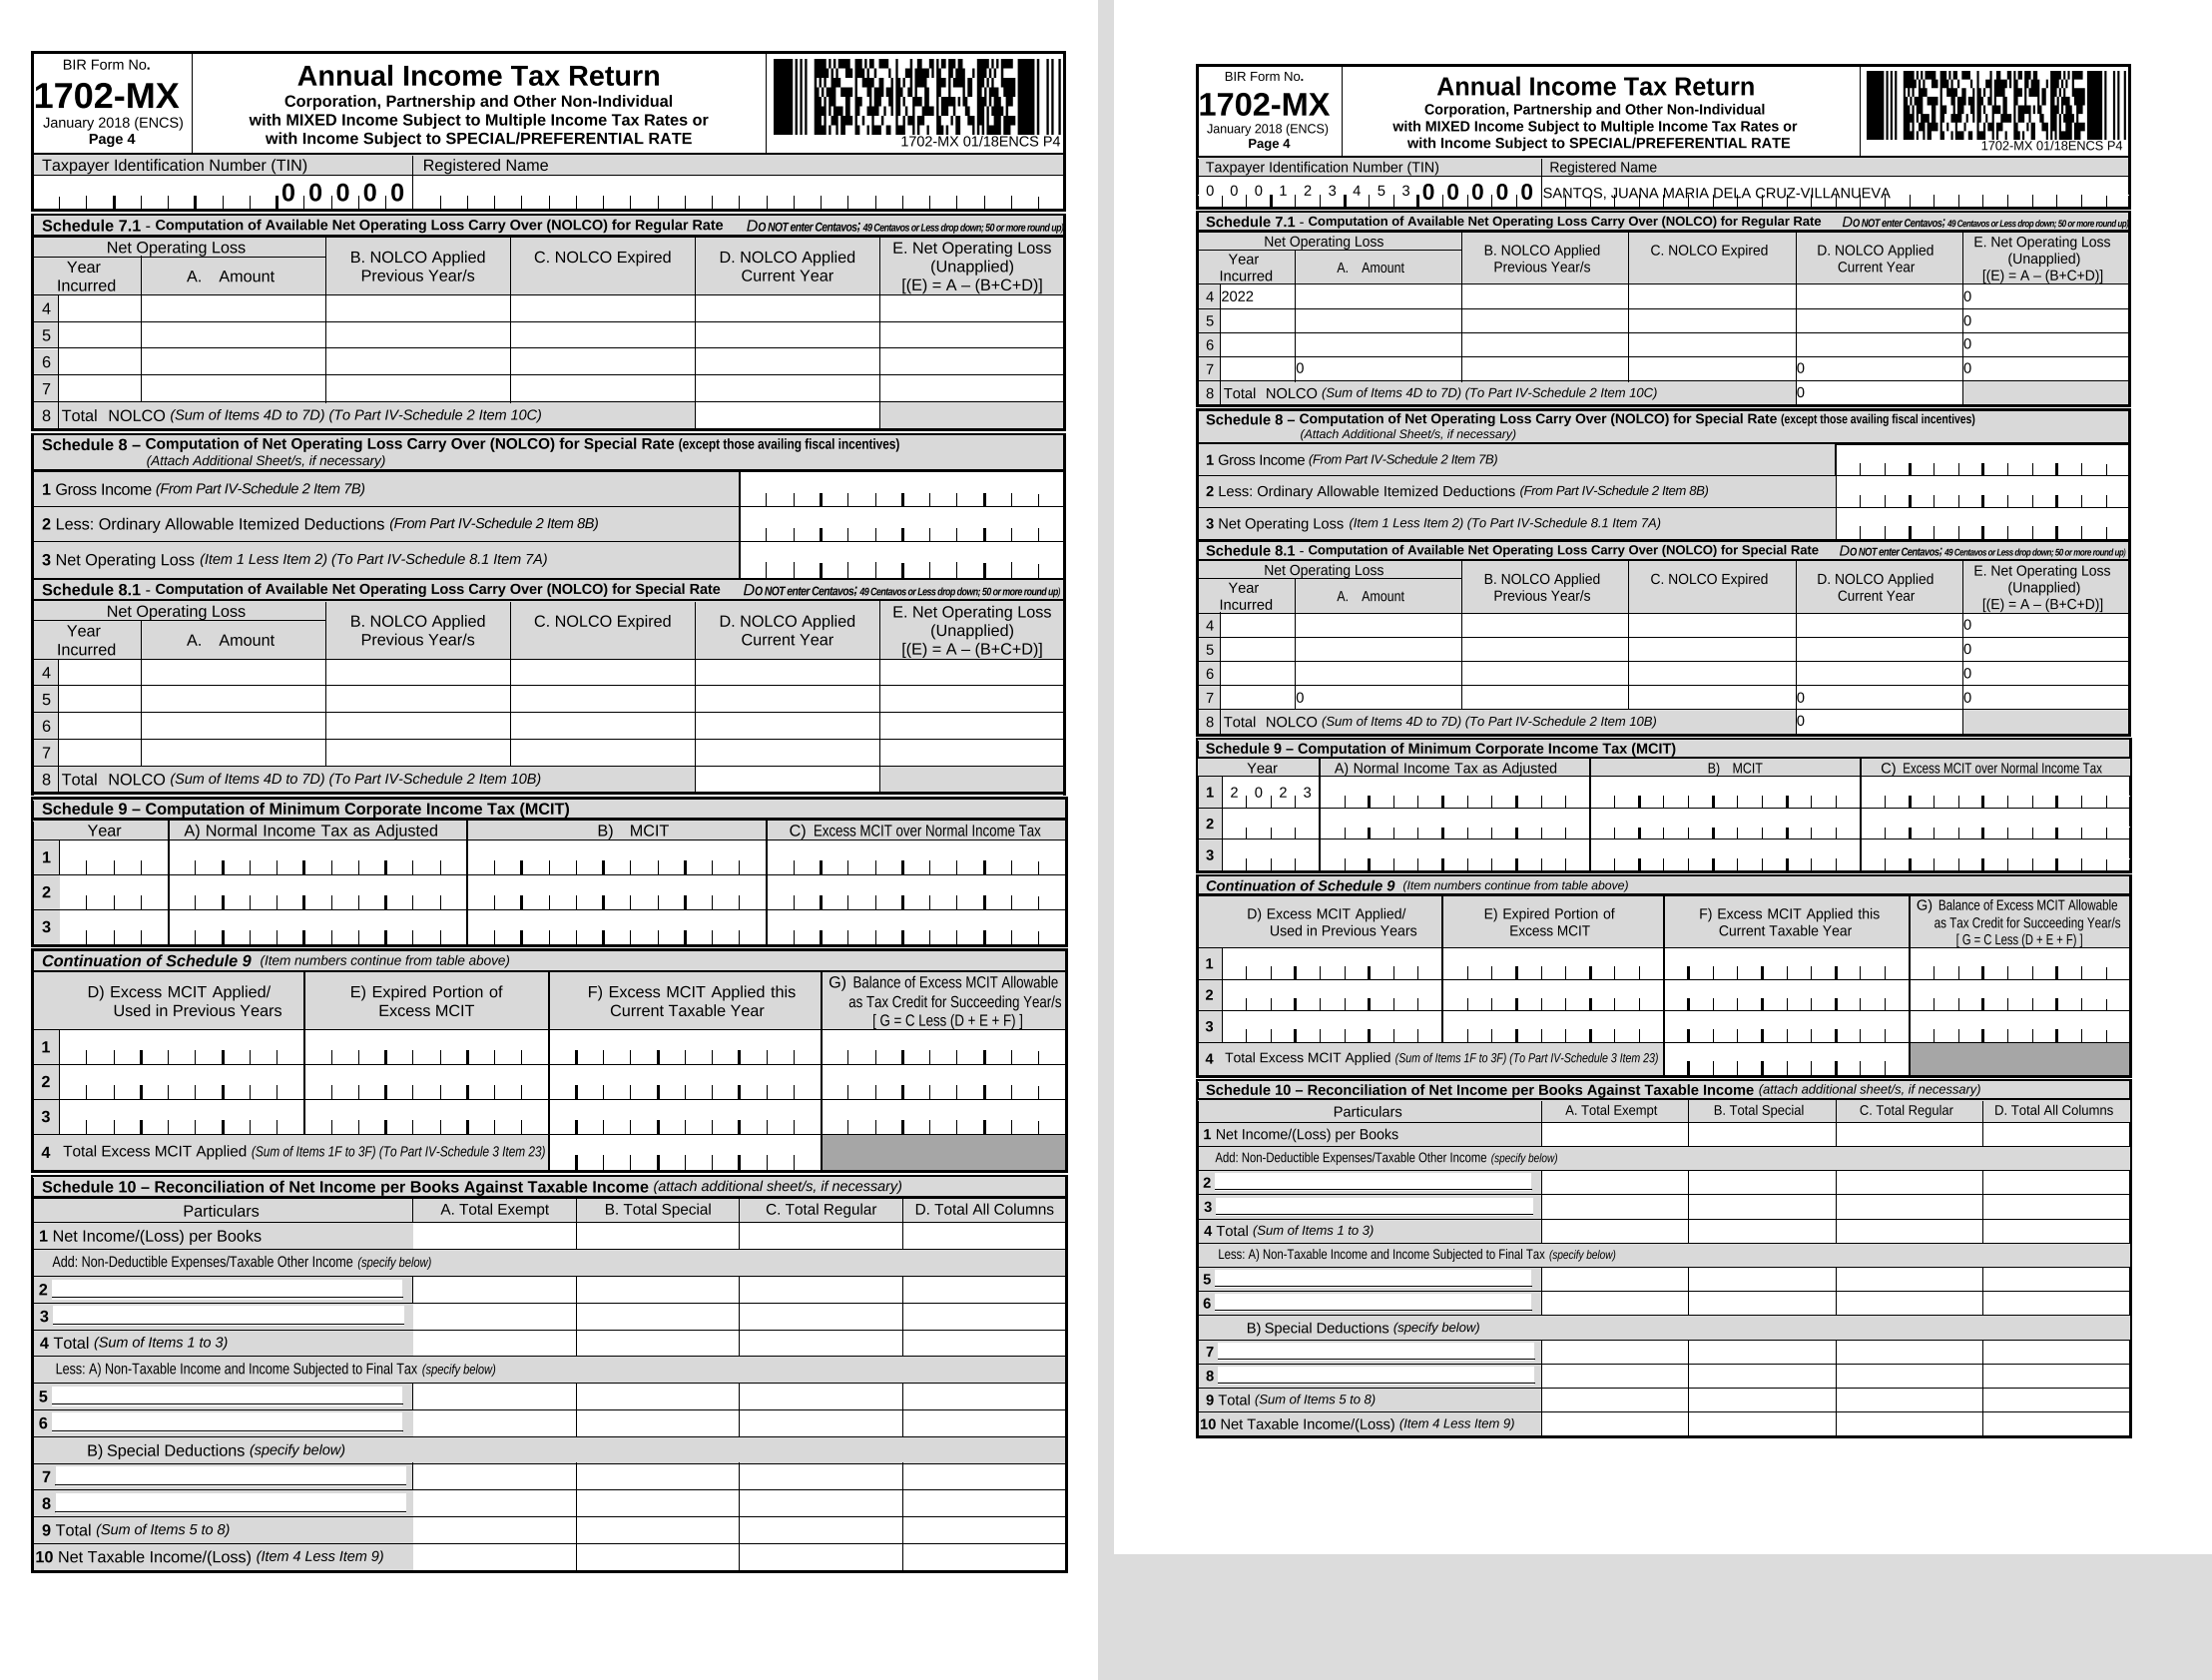 BIR Form No.
1702-MX
January 2018 (ENCS)
Page 4
Annual Income Tax Return
Corporation, Partnership and Other Non-Individual
with MIXED Income Subject to Multiple Income Tax Rates or
with Income Subject to SPECIAL/PREFERENTIAL RATE
1702-MX 01/18ENCS P4
Taxpayer Identification Number (TIN) Registered Name
0 0 0 0 0
Schedule 7.1 - Computation of Available Net Operating Loss Carry Over (NOLCO) for Regular Rate DO NOT enter Centavos; 49 Centavos or Less drop down; 50 or more round up)
Net Operating Loss
Year Incurred
A. Amount
B. NOLCO Applied Previous Year/s
C. NOLCO Expired
D. NOLCO Applied Current Year
E. Net Operating Loss (Unapplied) [(E) = A – (B+C+D)]
4
5
6
7
8 Total NOLCO (Sum of Items 4D to 7D) (To Part IV-Schedule 2 Item 10C)
Schedule 8 – Computation of Net Operating Loss Carry Over (NOLCO) for Special Rate (except those availing fiscal incentives)
(Attach Additional Sheet/s, if necessary)
1 Gross Income (From Part IV-Schedule 2 Item 7B)
2 Less: Ordinary Allowable Itemized Deductions (From Part IV-Schedule 2 Item 8B)
3 Net Operating Loss (Item 1 Less Item 2) (To Part IV-Schedule 8.1 Item 7A)
Schedule 8.1 - Computation of Available Net Operating Loss Carry Over (NOLCO) for Special Rate DO NOT enter Centavos; 49 Centavos or Less drop down; 50 or more round up)
Net Operating Loss
Year Incurred
A. Amount
B. NOLCO Applied Previous Year/s
C. NOLCO Expired
D. NOLCO Applied Current Year
E. Net Operating Loss (Unapplied) [(E) = A – (B+C+D)]
4
5
6
7
8 Total NOLCO (Sum of Items 4D to 7D) (To Part IV-Schedule 2 Item 10B)
Schedule 9 – Computation of Minimum Corporate Income Tax (MCIT)
Year A) Normal Income Tax as Adjusted B) MCIT C) Excess MCIT over Normal Income Tax
1
2
3
Continuation of Schedule 9 (Item numbers continue from table above)
D) Excess MCIT Applied/ Used in Previous Years
E) Expired Portion of Excess MCIT
F) Excess MCIT Applied this Current Taxable Year
G) Balance of Excess MCIT Allowable as Tax Credit for Succeeding Year/s [ G = C Less (D + E + F) ]
1
2
3
4 Total Excess MCIT Applied (Sum of Items 1F to 3F) (To Part IV-Schedule 3 Item 23)
Schedule 10 – Reconciliation of Net Income per Books Against Taxable Income (attach additional sheet/s, if necessary)
Particulars A. Total Exempt B. Total Special C. Total Regular D. Total All Columns
1 Net Income/(Loss) per Books
Add: Non-Deductible Expenses/Taxable Other Income (specify below)
2
3
4 Total (Sum of Items 1 to 3)
Less: A) Non-Taxable Income and Income Subjected to Final Tax (specify below)
5
6
B) Special Deductions (specify below)
7
8
9 Total (Sum of Items 5 to 8)
10 Net Taxable Income/(Loss) (Item 4 Less Item 9)
BIR Form No.
1702-MX
January 2018 (ENCS)
Page 4
Annual Income Tax Return
Corporation, Partnership and Other Non-Individual
with MIXED Income Subject to Multiple Income Tax Rates or
with Income Subject to SPECIAL/PREFERENTIAL RATE
1702-MX 01/18ENCS P4
Taxpayer Identification Number (TIN) Registered Name
0 0 0 1 2 3 4 5 3 0 0 0 0 0 SANTOS, JUANA MARIA DELA CRUZ-VILLANUEVA
Schedule 7.1 - Computation of Available Net Operating Loss Carry Over (NOLCO) for Regular Rate DO NOT enter Centavos; 49 Centavos or Less drop down; 50 or more round up)
Net Operating Loss
Year Incurred
A. Amount
B. NOLCO Applied Previous Year/s
C. NOLCO Expired
D. NOLCO Applied Current Year
E. Net Operating Loss (Unapplied) [(E) = A – (B+C+D)]
4 2022 0
5 0
6 0
7 0 0 0
8 Total NOLCO (Sum of Items 4D to 7D) (To Part IV-Schedule 2 Item 10C) 0
Schedule 8 – Computation of Net Operating Loss Carry Over (NOLCO) for Special Rate (except those availing fiscal incentives)
(Attach Additional Sheet/s, if necessary)
1 Gross Income (From Part IV-Schedule 2 Item 7B)
2 Less: Ordinary Allowable Itemized Deductions (From Part IV-Schedule 2 Item 8B)
3 Net Operating Loss (Item 1 Less Item 2) (To Part IV-Schedule 8.1 Item 7A)
Schedule 8.1 - Computation of Available Net Operating Loss Carry Over (NOLCO) for Special Rate DO NOT enter Centavos; 49 Centavos or Less drop down; 50 or more round up)
Net Operating Loss
Year Incurred
A. Amount
B. NOLCO Applied Previous Year/s
C. NOLCO Expired
D. NOLCO Applied Current Year
E. Net Operating Loss (Unapplied) [(E) = A – (B+C+D)]
4 0
5 0
6 0
7 0 0 0
8 Total NOLCO (Sum of Items 4D to 7D) (To Part IV-Schedule 2 Item 10B) 0
Schedule 9 – Computation of Minimum Corporate Income Tax (MCIT)
Year A) Normal Income Tax as Adjusted B) MCIT C) Excess MCIT over Normal Income Tax
1 2 0 2 3
2
3
Continuation of Schedule 9 (Item numbers continue from table above)
D) Excess MCIT Applied/ Used in Previous Years
E) Expired Portion of Excess MCIT
F) Excess MCIT Applied this Current Taxable Year
G) Balance of Excess MCIT Allowable as Tax Credit for Succeeding Year/s [ G = C Less (D + E + F) ]
1
2
3
4 Total Excess MCIT Applied (Sum of Items 1F to 3F) (To Part IV-Schedule 3 Item 23)
Schedule 10 – Reconciliation of Net Income per Books Against Taxable Income (attach additional sheet/s, if necessary)
Particulars A. Total Exempt B. Total Special C. Total Regular D. Total All Columns
1 Net Income/(Loss) per Books
Add: Non-Deductible Expenses/Taxable Other Income (specify below)
2
3
4 Total (Sum of Items 1 to 3)
Less: A) Non-Taxable Income and Income Subjected to Final Tax (specify below)
5
6
B) Special Deductions (specify below)
7
8
9 Total (Sum of Items 5 to 8)
10 Net Taxable Income/(Loss) (Item 4 Less Item 9)